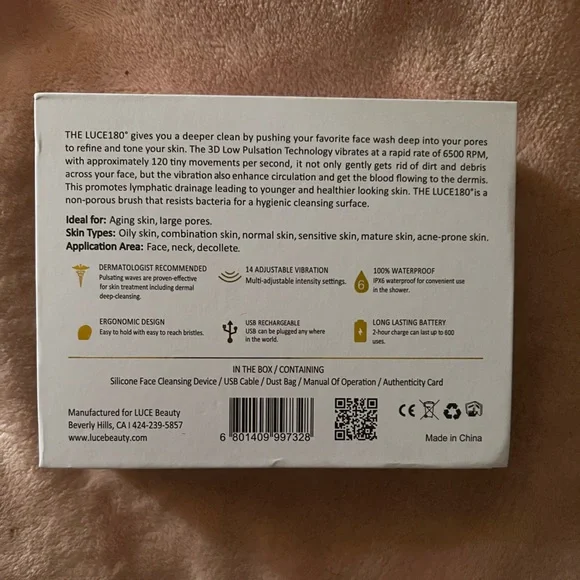 THE LUCE180° gives you a deeper clean by pushing your favorite face wash deep into your pores
to refine and tone your skin. The 3D Low Pulsation Technology vibrates at a rapid rate of 6500 RPM,
with approximately 120 tiny movements per second, it not only gently gets rid of dirt and debris
across your face, but the vibration also enhance circulation and get the blood flowing to the dermis.
This promotes lymphatic drainage leading to younger and healthier looking skin. THE LUCE180°is a
non-porous brush that resists bacteria for a hygienic cleansing surface.
Ideal for: Aging skin, large pores.
Skin Types: Oily skin, combination skin, normal skin, sensitive skin, mature skin, acne-prone skin.
Application Area: Face, neck, decollete.
DERMATOLOGIST RECOMMENDED
Pulsating waves are proven-effective
for skin treatment including dermal
deep-cleansing.
14 ADJUSTABLE VIBRATION
Multi-adjustable intensity settings.
6
100% WATERPROOF
IPX6 waterproof for convenient use
in the shower.
ERGONOMIC DESIGN
Easy to hold with easy to reach bristles.
USB RECHARGEABLE
USB can be plugged any where
in the world.
LONG LASTING BATTERY
2-hour charge can last up to 600
uses.
IN THE BOX / CONTAINING
Silicone Face Cleansing Device / USB Cable / Dust Bag / Manual Of Operation / Authenticity Card
Manufactured for LUCE Beauty
Beverly Hills, CA I 424-239-5857
www.lucebeauty.com
6 801409 997328
CE
Made in China